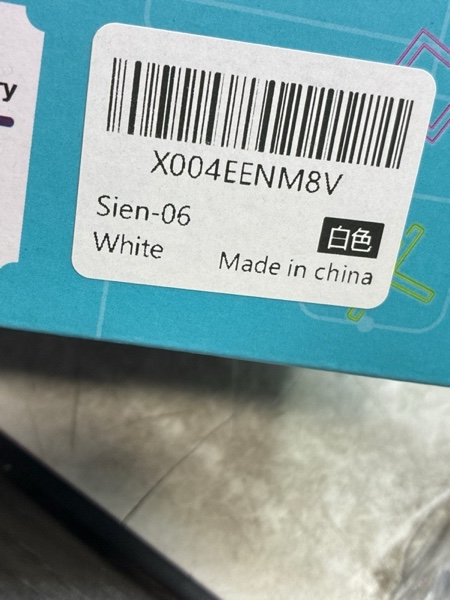 X004EENM8V
Sien-06
白色
White
Made in china